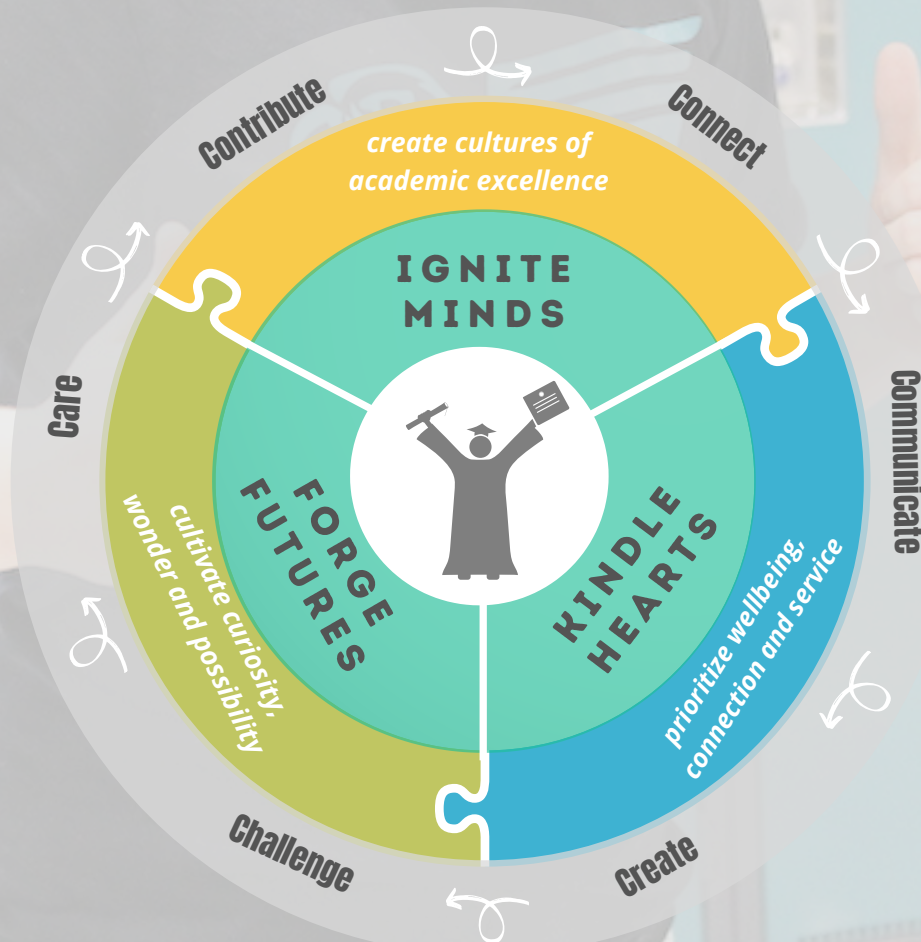 Contribute
Connect
Communicate
Create
Challenge
Care
create cultures of
academic excellence
IGNITE
MINDS
KINDLE
HEARTS
prioritize wellbeing,
connection and service
FORGE
FUTURES
cultivate curiosity,
wonder and possibility